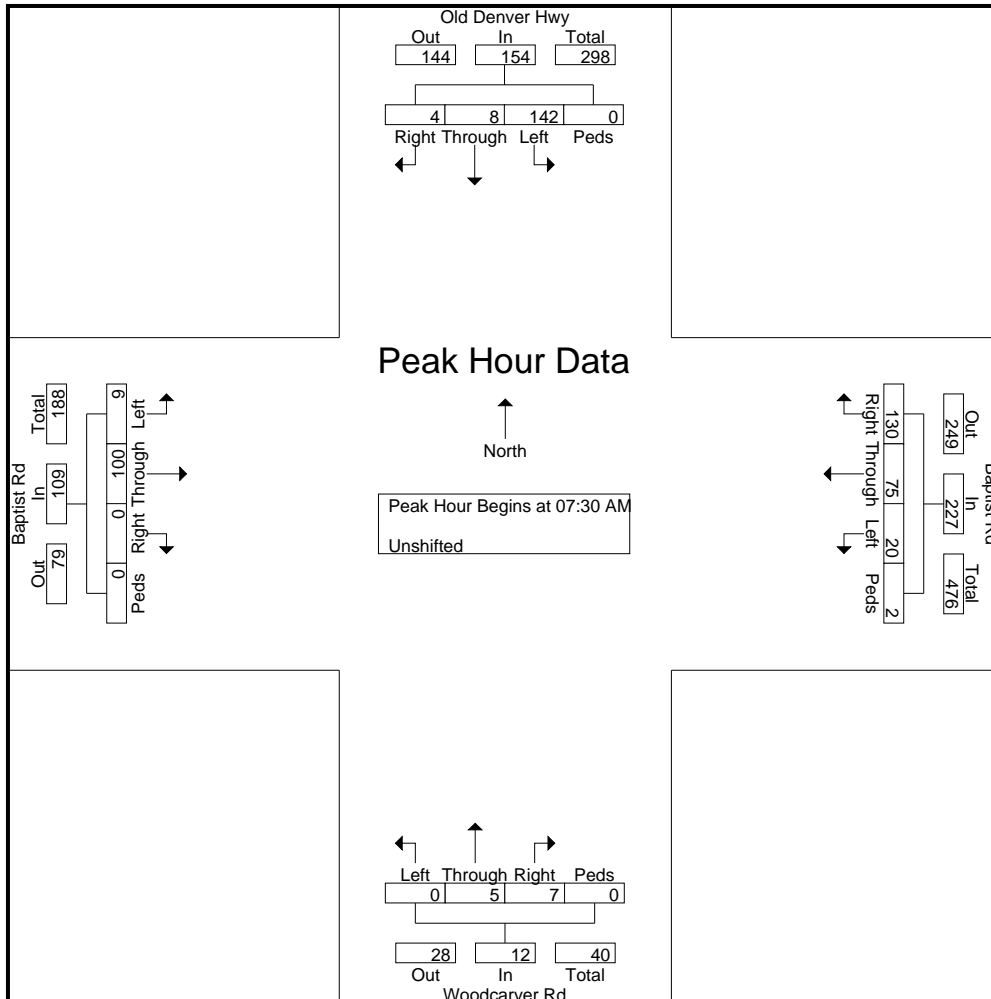 Old Denver Hwy
Out In Total
144 154 298
4 8 142 0
Right Through Left Peds
Peak Hour Data
North
Peak Hour Begins at 07:30 AM
Unshifted
Baptist Rd
Out In Total
79 109 188
Peds Right Through Left
0 0 100 9
Baptist Rd
Out In Total
249 227 476
Right Through Left Peds
130 75 20 2
Left Through Right Peds
0 5 7 0
28 12 40
Out In Total
Woodcarver Rd